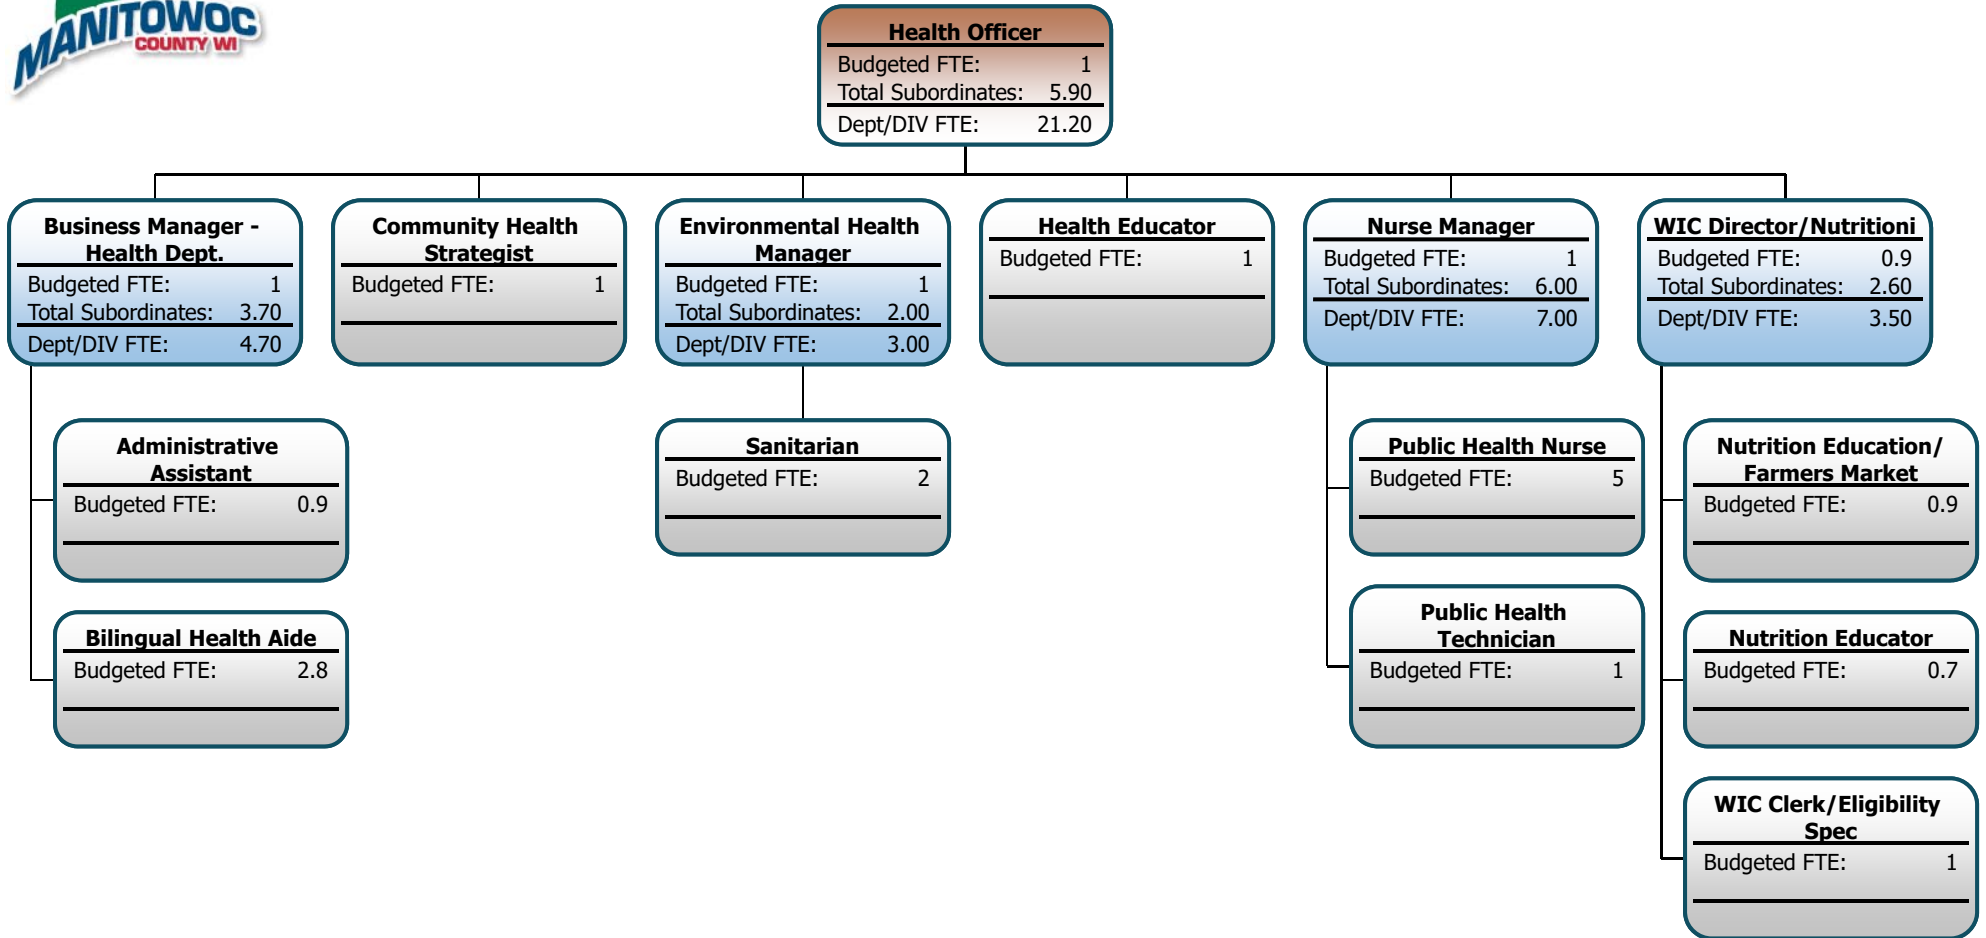 MANITOWOC
COUNTY WI
Health Officer
Budgeted FTE: 1
Total Subordinates: 5.90
Dept/DIV FTE: 21.20
Business Manager -
Health Dept.
Budgeted FTE: 1
Total Subordinates: 3.70
Dept/DIV FTE: 4.70
Community Health
Strategist
Budgeted FTE: 1
Environmental Health
Manager
Budgeted FTE: 1
Total Subordinates: 2.00
Dept/DIV FTE: 3.00
Health Educator
Budgeted FTE: 1
Nurse Manager
Budgeted FTE: 1
Total Subordinates: 6.00
Dept/DIV FTE: 7.00
WIC Director/Nutritioni
Budgeted FTE: 0.9
Total Subordinates: 2.60
Dept/DIV FTE: 3.50
Administrative
Assistant
Budgeted FTE: 0.9
Bilingual Health Aide
Budgeted FTE: 2.8
Sanitarian
Budgeted FTE: 2
Public Health Nurse
Budgeted FTE: 5
Public Health
Technician
Budgeted FTE: 1
Nutrition Education/
Farmers Market
Budgeted FTE: 0.9
Nutrition Educator
Budgeted FTE: 0.7
WIC Clerk/Eligibility
Spec
Budgeted FTE: 1